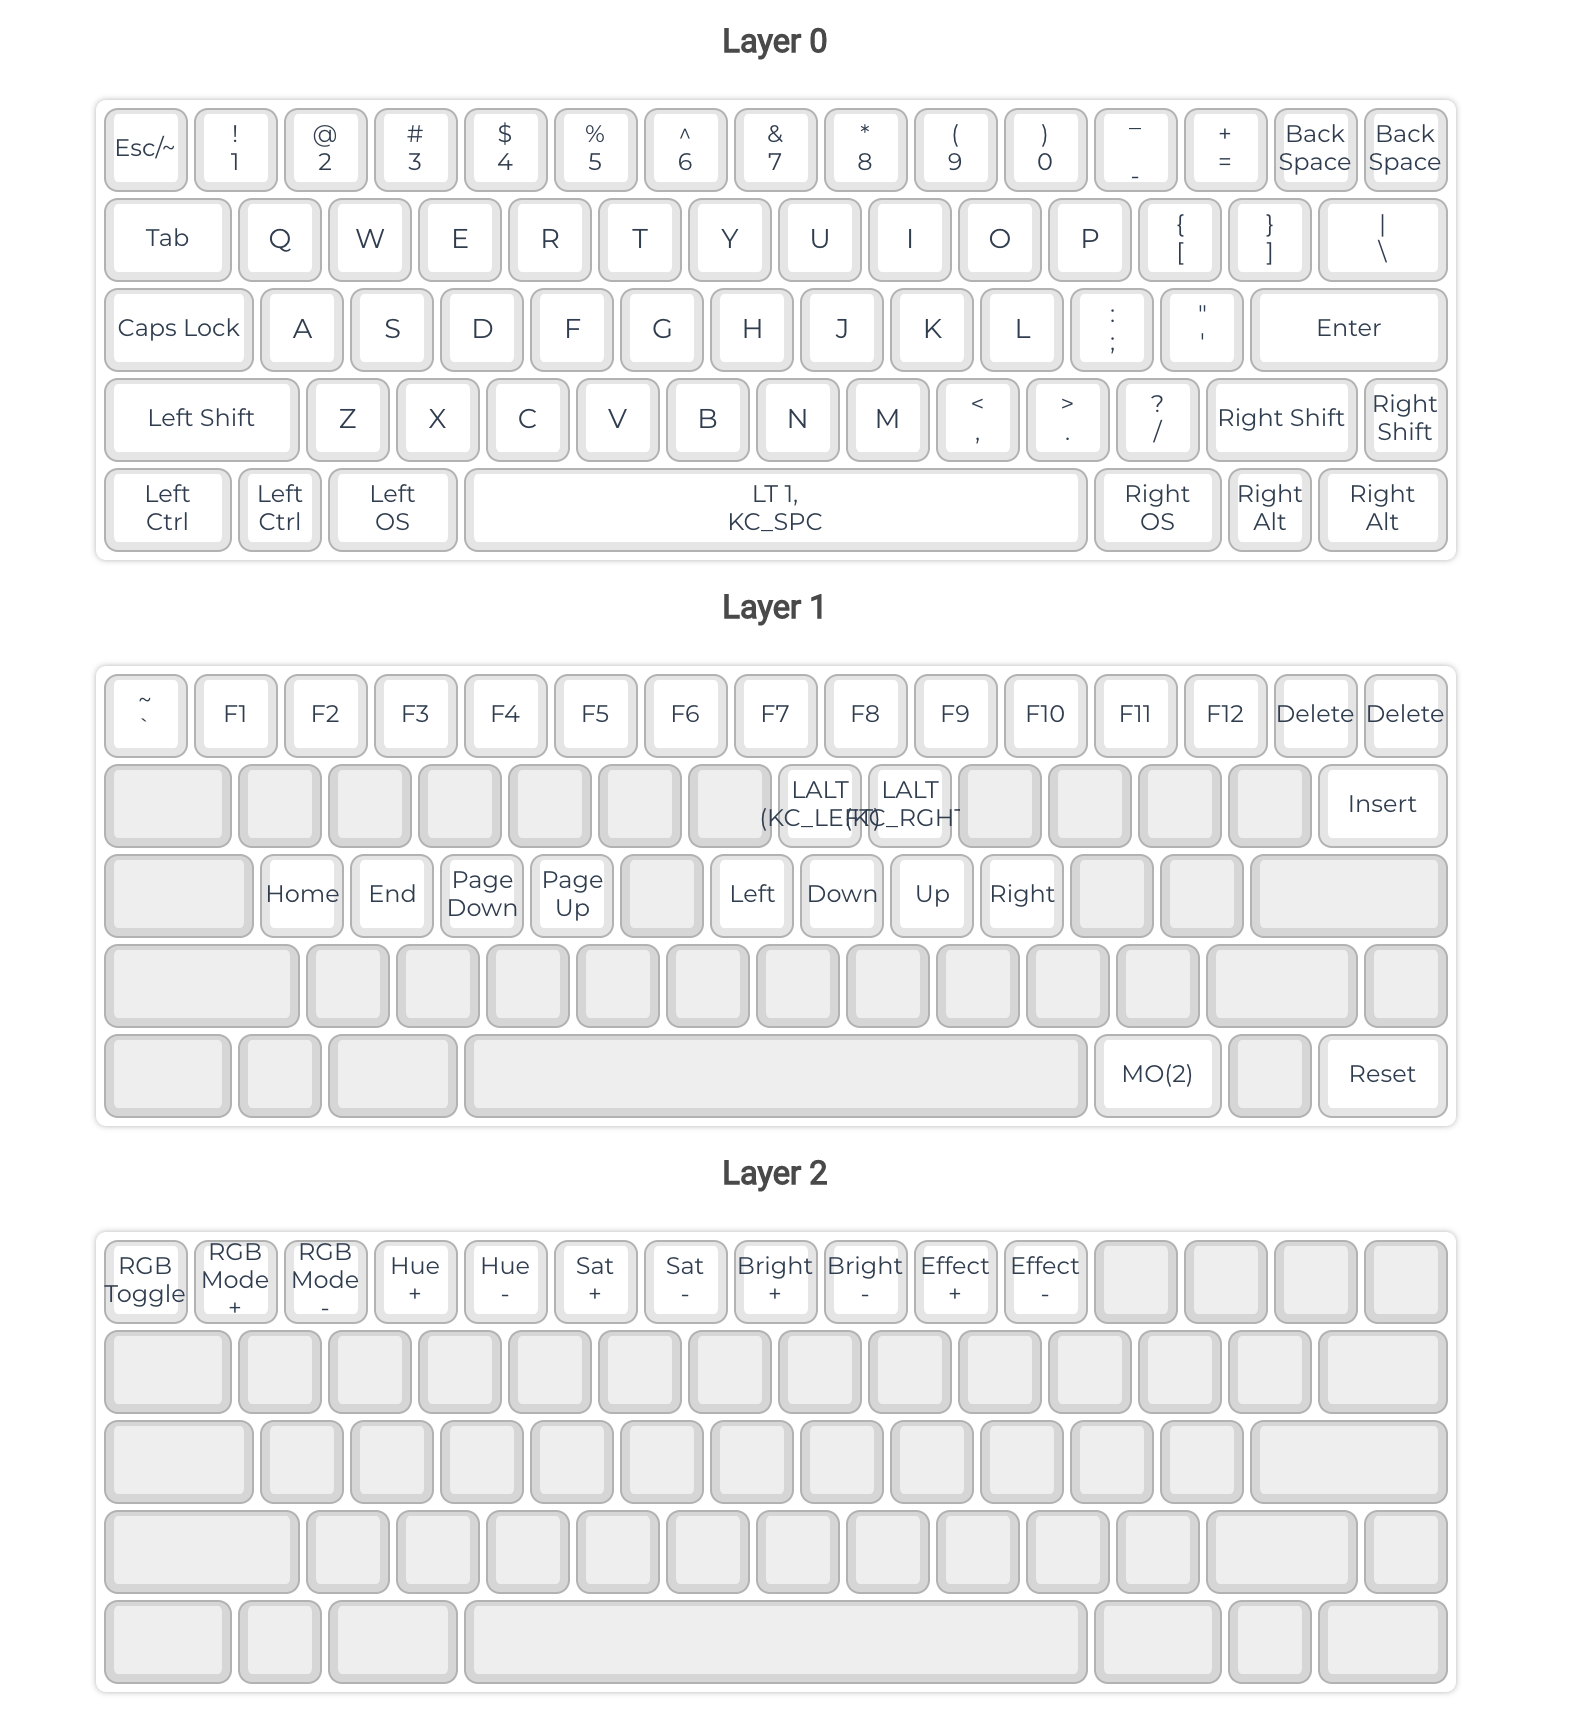 Layer 0
Esc/~ ! 1 @ 2 # 3 $ 4 % 5 ^ 6 & 7 * 8 ( 9 ) 0 _ - + = Back Space Back Space
Tab Q W E R T Y U I O P { [ } ] | \
Caps Lock A S D F G H J K L : ; " ' Enter
Left Shift Z X C V B N M < , > . ? / Right Shift Right Shift
Left Ctrl Left Ctrl Left OS LT 1, KC_SPC Right OS Right Alt Right Alt
Layer 1
~ ` F1 F2 F3 F4 F5 F6 F7 F8 F9 F10 F11 F12 Delete Delete
LALT (KC_LEFT) LALT (KC_RGHT Insert
Home End Page Down Page Up Left Down Up Right
MO(2) Reset
Layer 2
RGB Toggle RGB Mode + RGB Mode - Hue + Hue - Sat + Sat - Bright + Bright - Effect + Effect -